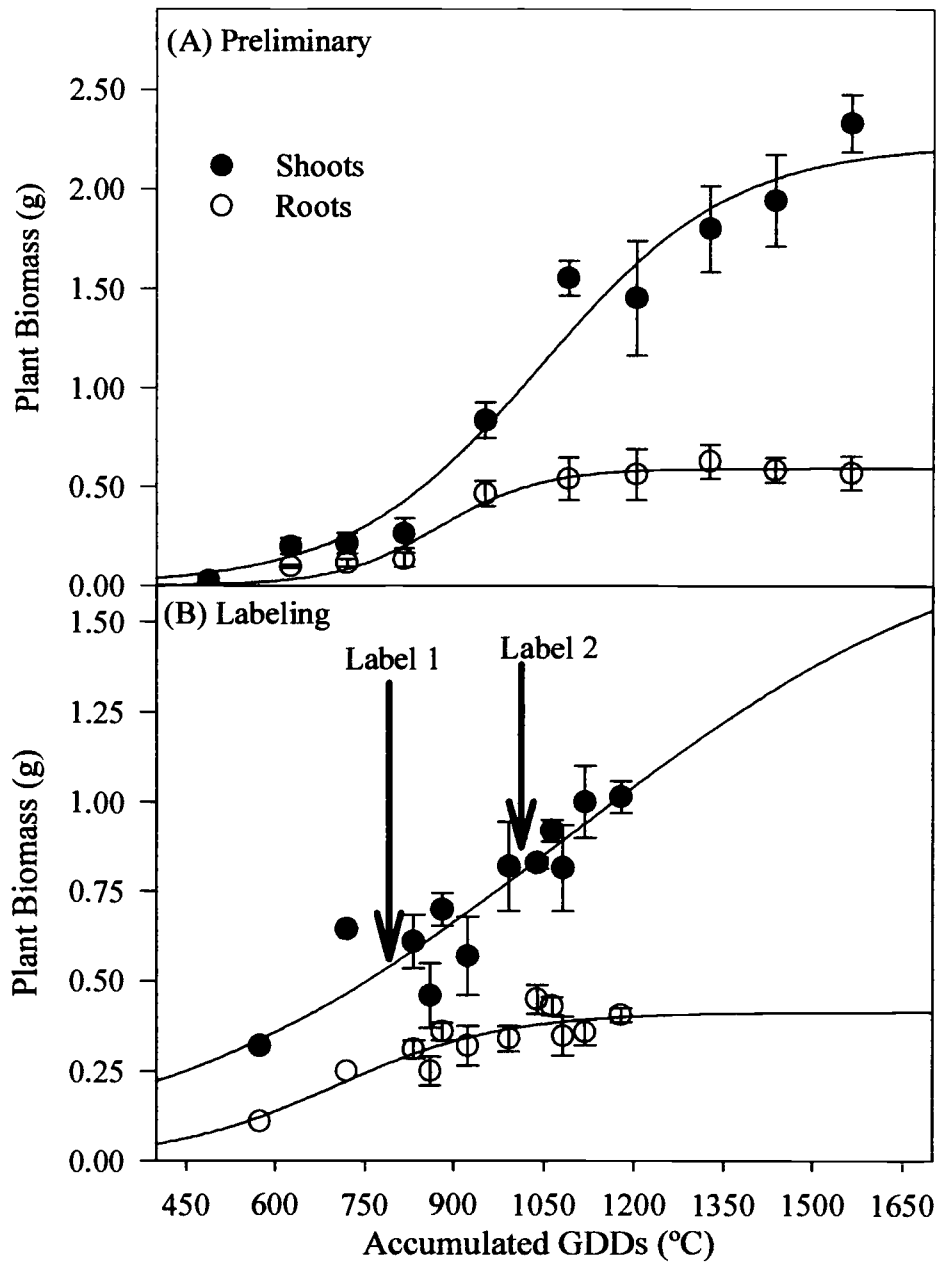 (A) Preliminary
2.50
Shoots
Roots
2.00
1.50
1.00
0.50
0.00
Plant Biomass (g)
(B) Labeling
1.50
Label 1
Label 2
1.25
1.00
0.75
0.50
0.25
0.00
Plant Biomass (g)
450 600 750 900 1050 1200 1350 1500 1650
Accumulated GDDs (ºC)